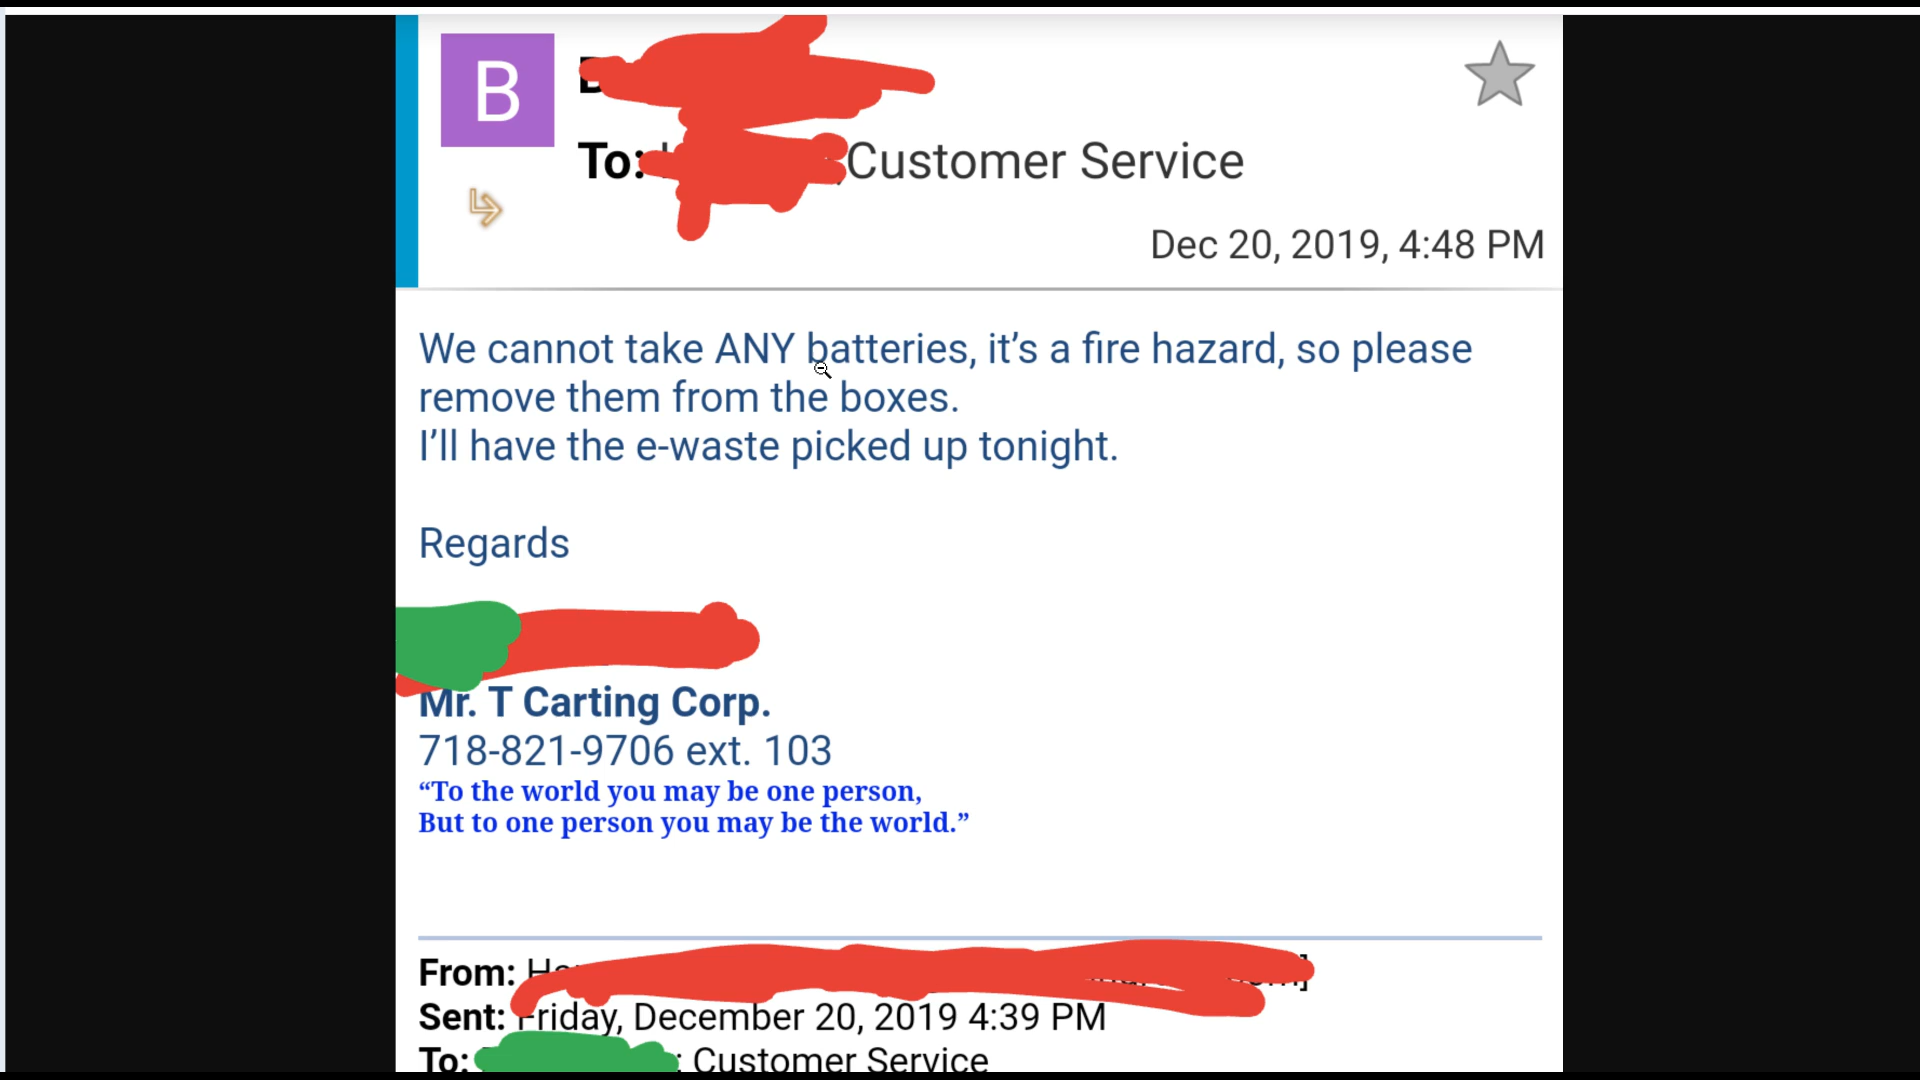 B
To: Customer Service
Dec 20, 2019, 4:48 PM
We cannot take ANY batteries, it’s a fire hazard, so please
remove them from the boxes.
I’ll have the e-waste picked up tonight.
Regards
Mr. T Carting Corp.
718-821-9706 ext. 103
“To the world you may be one person,
But to one person you may be the world.”
From:
Sent: Friday, December 20, 2019 4:39 PM
To: ; Customer Service